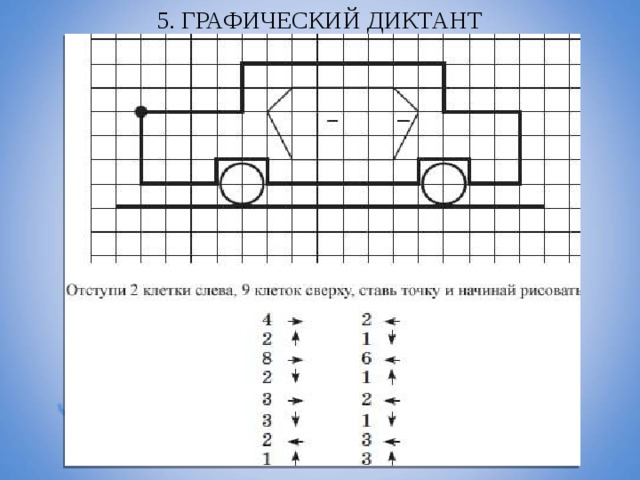 5. ГРАФИЧЕСКИЙ ДИКТАНТ
Отступи 2 клетки слева, 9 клеток сверху, ставь точку и начинай рисовать
4 → 2 ←
2 ↑ 1 ↓
8 → 6 ←
2 ↓ 1 ↑
3 → 2 ←
3 ↓ 1 ↓
2 ← 3 ←
1 ↑ 3 ↑